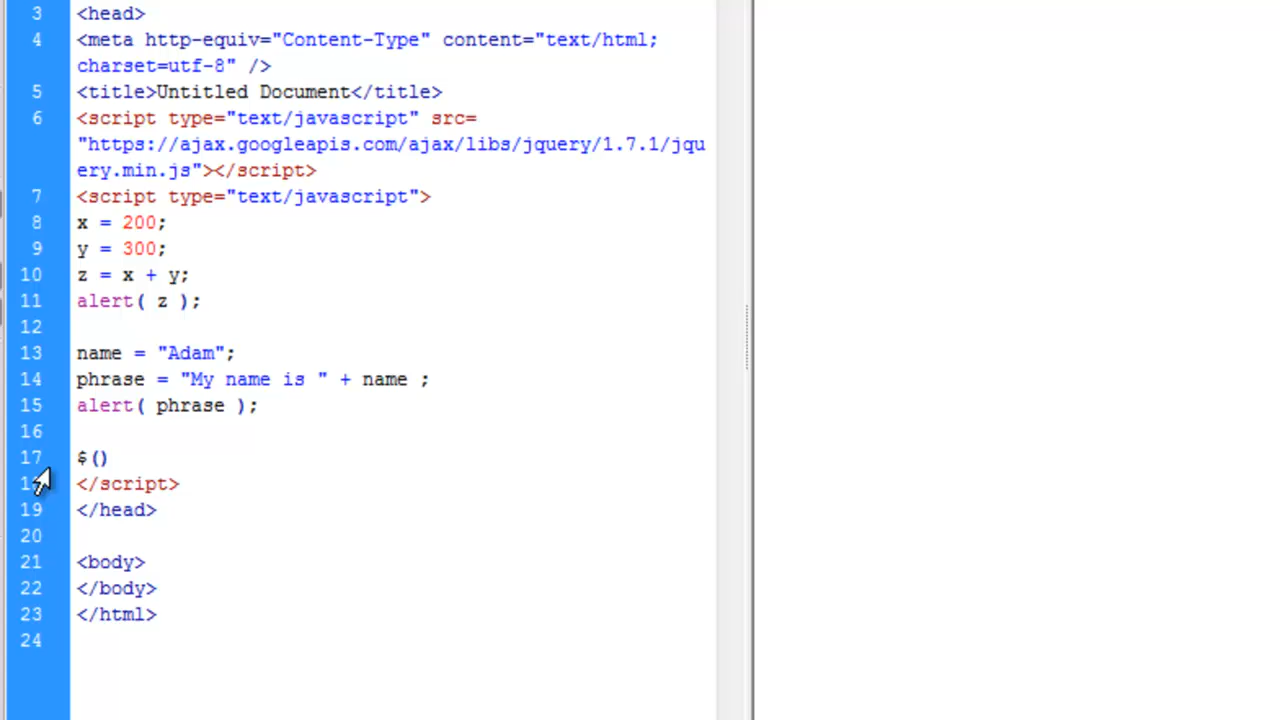 3 <head>
4 <meta http-equiv="Content-Type" content="text/html;
charset=utf-8" />
5 <title>Untitled Document</title>
6 <script type="text/javascript" src=
"https://ajax.googleapis.com/ajax/libs/jquery/1.7.1/jqu
ery.min.js"></script>
7 <script type="text/javascript">
8 x = 200;
9 y = 300;
10 z = x + y;
11 alert( z );
12
13 name = "Adam";
14 phrase = "My name is " + name ;
15 alert( phrase );
16
17 $()
</script>
19 </head>
20
21 <body>
22 </body>
23 </html>
24